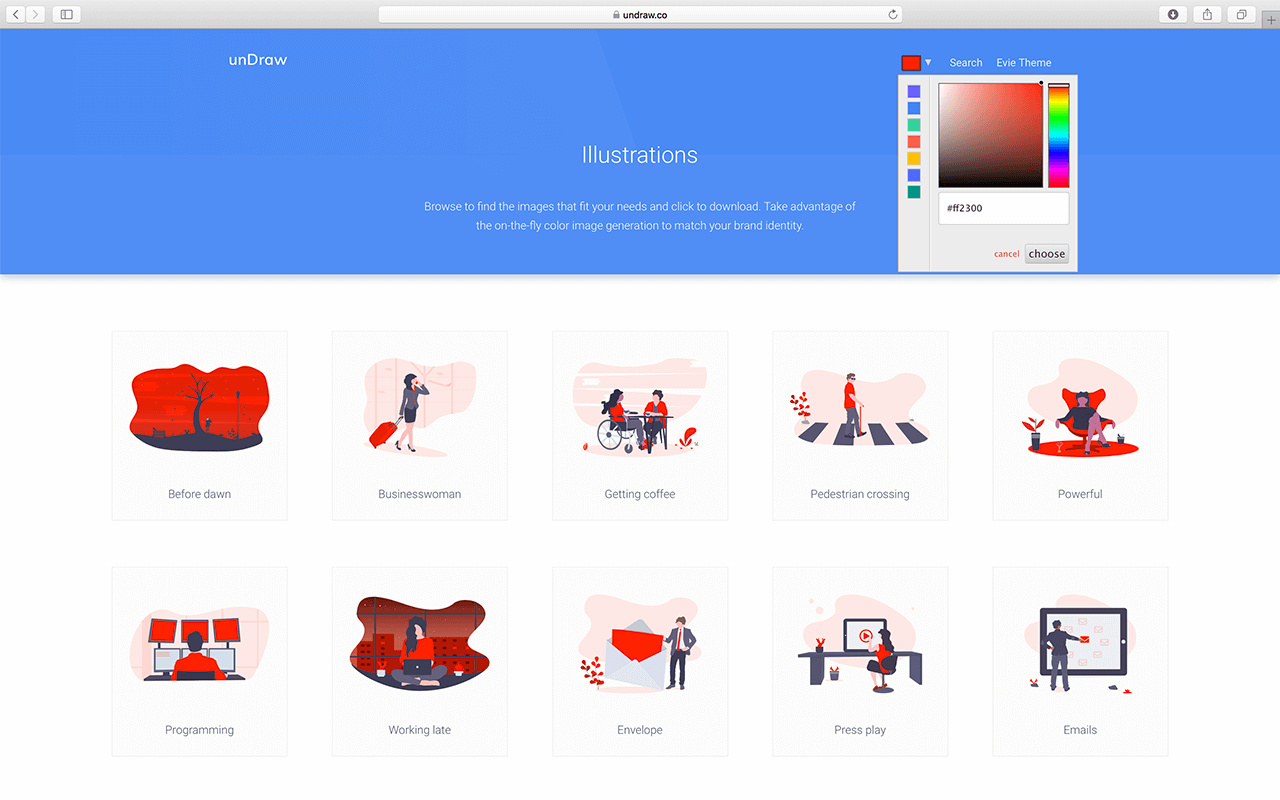 undraw.co
unDraw
Search Evie Theme
Illustrations
Browse to find the images that fit your needs and click to download. Take advantage of
the on-the-fly color image generation to match your brand identity.
#ff2300
cancel choose
Before dawn
Businesswoman
Getting coffee
Pedestrian crossing
Powerful
Programming
Working late
Envelope
Press play
Emails